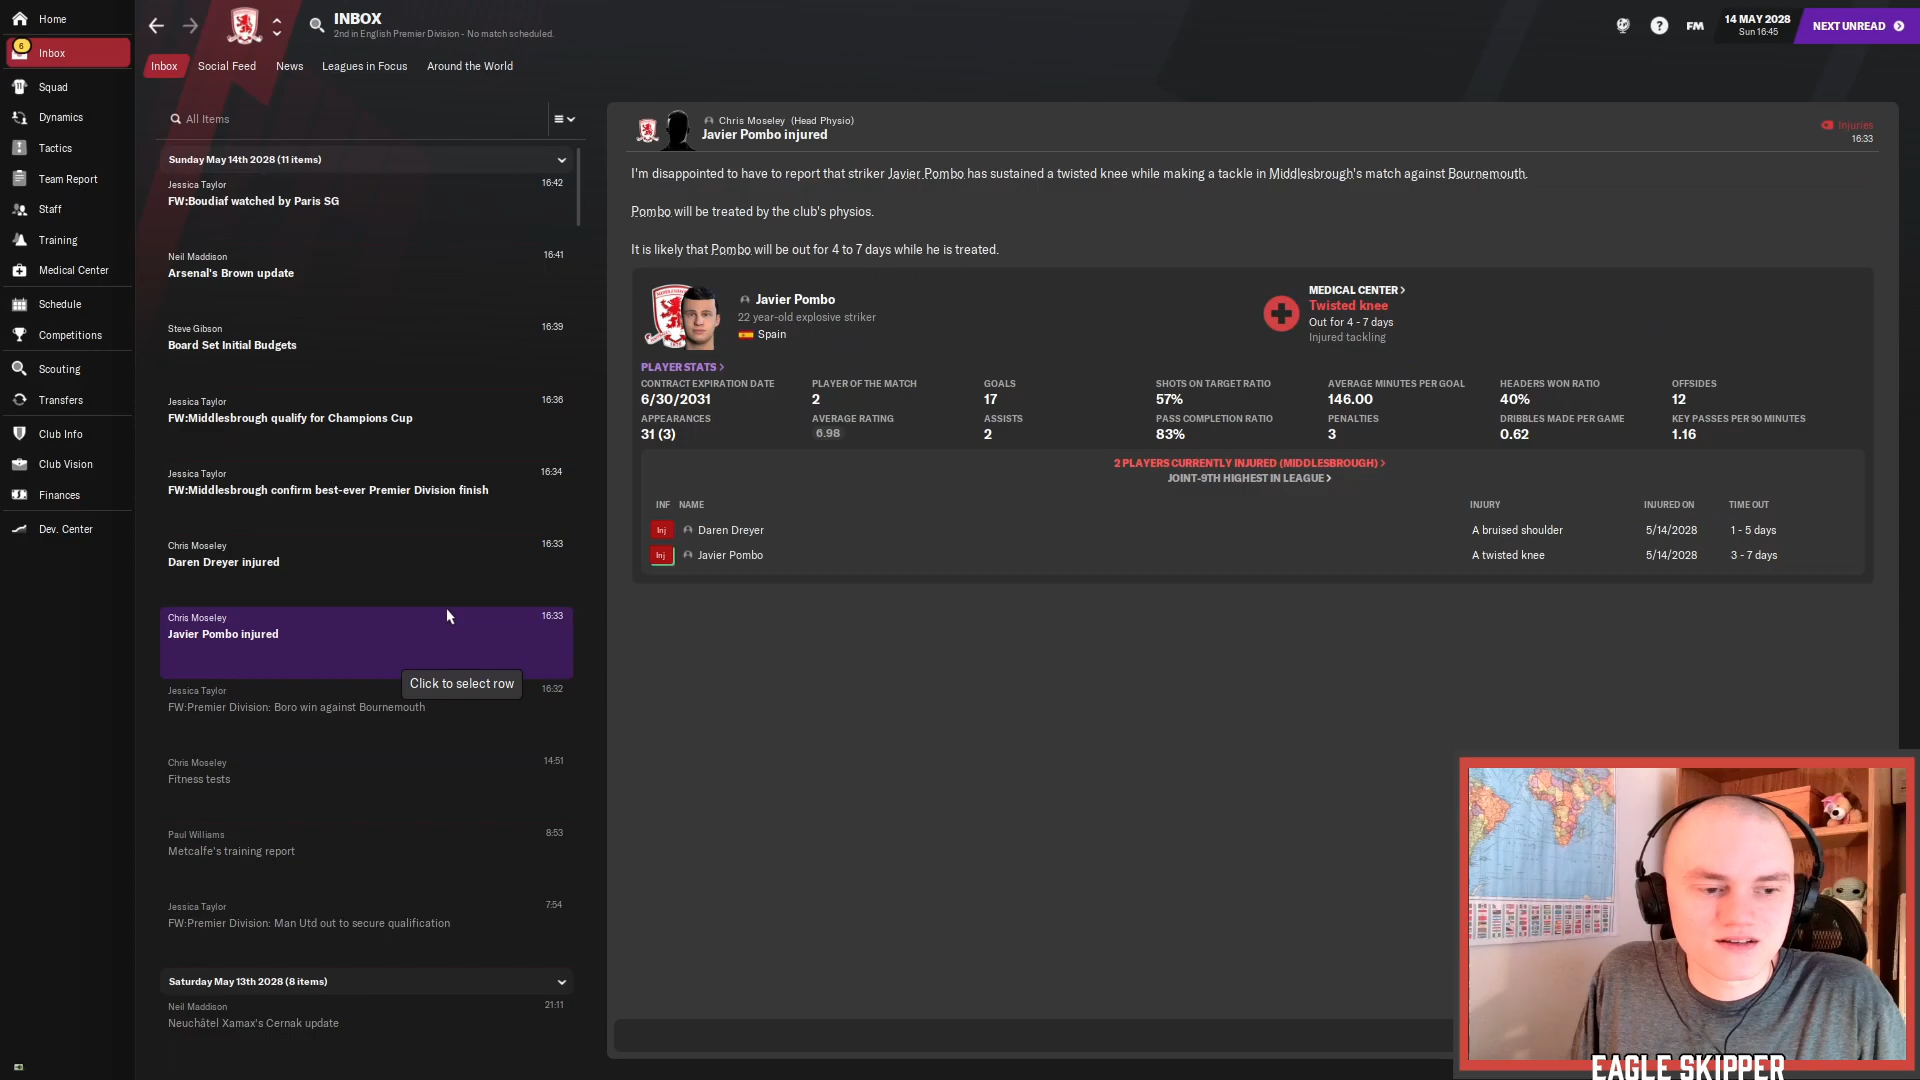 Home
6
Inbox
Squad
Dynamics
Tactics
Team Report
Staff
Training
Medical Center
Schedule
Competitions
Scouting
Transfers
Club Info
Club Vision
Finances
Dev. Center
INBOX
2nd in English Premier Division - No match scheduled.
?
FM
14 MAY 2028
Sun 16:45
NEXT UNREAD
Inbox
Social Feed
News
Leagues in Focus
Around the World
All Items
Sunday May 14th 2028 (11 items)
Jessica Taylor 16:42
FW:Boudiaf watched by Paris SG
Neil Maddison 16:41
Arsenal's Brown update
Steve Gibson 16:39
Board Set Initial Budgets
Jessica Taylor 16:36
FW:Middlesbrough qualify for Champions Cup
Jessica Taylor 16:34
FW:Middlesbrough confirm best-ever Premier Division finish
Chris Moseley 16:33
Daren Dreyer injured
Chris Moseley 16:33
Javier Pombo injured
Click to select row
Jessica Taylor 16:32
FW:Premier Division: Boro win against Bournemouth
Chris Moseley 14:51
Fitness tests
Paul Williams 8:53
Metcalfe's training report
Jessica Taylor 7:54
FW:Premier Division: Man Utd out to secure qualification
Saturday May 13th 2028 (8 items)
Neil Maddison 21:11
Neuchâtel Xamax's Cernak update
Chris Moseley (Head Physio)
Javier Pombo injured
Injuries
16:33
I'm disappointed to have to report that striker Javier Pombo has sustained a twisted knee while making a tackle in Middlesbrough's match against Bournemouth.
Pombo will be treated by the club's physios.
It is likely that Pombo will be out for 4 to 7 days while he is treated.
Javier Pombo
22 year-old explosive striker
Spain
MEDICAL CENTER >
Twisted knee
Out for 4 - 7 days
Injured tackling
PLAYER STATS >
CONTRACT EXPIRATION DATE PLAYER OF THE MATCH GOALS SHOTS ON TARGET RATIO AVERAGE MINUTES PER GOAL HEADERS WON RATIO OFFSIDES
6/30/2031 2 17 57% 146.00 40% 12
APPEARANCES AVERAGE RATING ASSISTS PASS COMPLETION RATIO PENALTIES DRIBBLES MADE PER GAME KEY PASSES PER 90 MINUTES
31 (3) 6.98 2 83% 3 0.62 1.16
2 PLAYERS CURRENTLY INJURED (MIDDLESBROUGH) >
JOINT-9TH HIGHEST IN LEAGUE >
INF NAME INJURY INJURED ON TIME OUT
Inj Daren Dreyer A bruised shoulder 5/14/2028 1 - 5 days
Inj Javier Pombo A twisted knee 5/14/2028 3 - 7 days
EAGLE SKIPPER